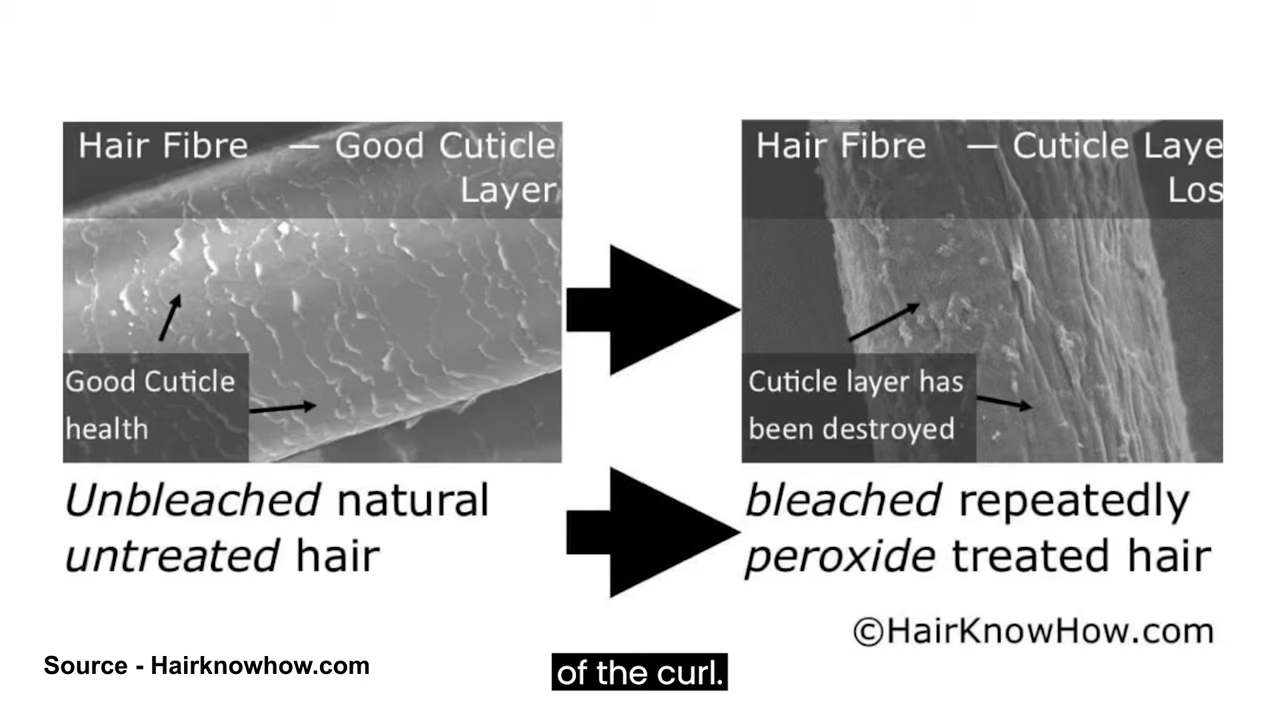 Hair Fibre — Good Cuticle
Layer
Good Cuticle
health
Unbleached natural
untreated hair
Hair Fibre — Cuticle Laye
Los
Cuticle layer has
been destroyed
bleached repeatedly
peroxide treated hair
©HairKnowHow.com
Source - Hairknowhow.com
of the curl.